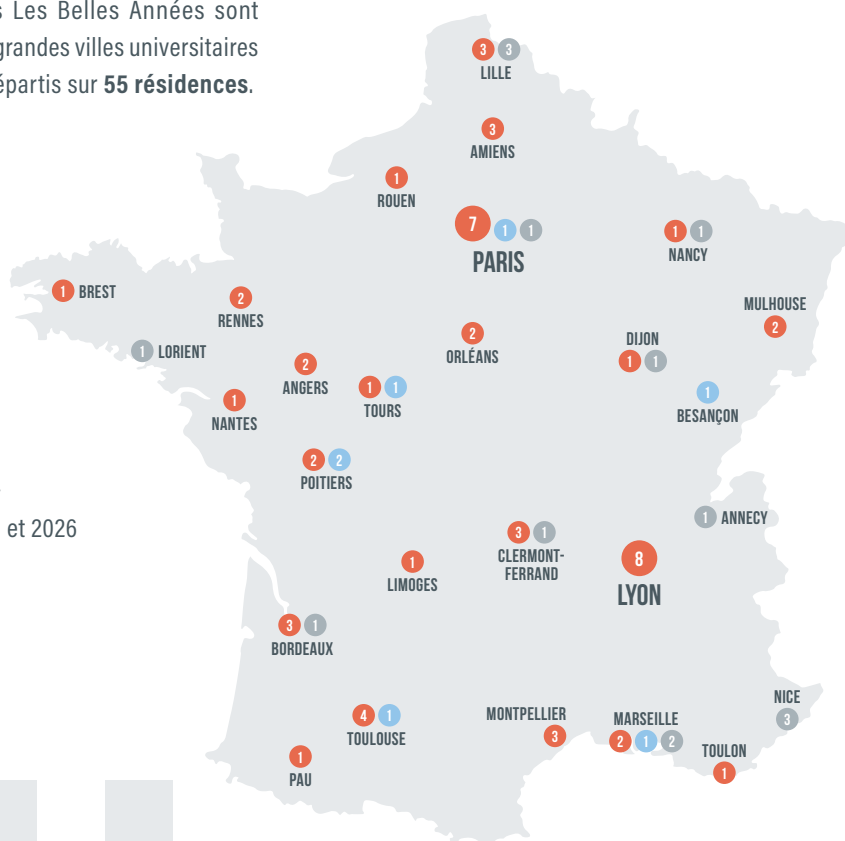 s Les Belles Années sont
grandes villes universitaires
épartis sur 55 résidences.
3 3
LILLE
3
AMIENS
1
ROUEN
7 1 1
PARIS
1 1
NANCY
1 BREST
2
RENNES
MULHOUSE
2
1 LORIENT
2
ORLÉANS
DIJON
1 1
2
ANGERS
1 1
TOURS
1
BESANÇON
1
NANTES
2 2
POITIERS
et 2026
1 ANNECY
3 1
CLERMONT-
FERRAND
8
LYON
1
LIMOGES
3 1
BORDEAUX
NICE
3
4 1
TOULOUSE
MONTPELLIER
3
MARSEILLE
2 1 2
TOULON
1
1
PAU